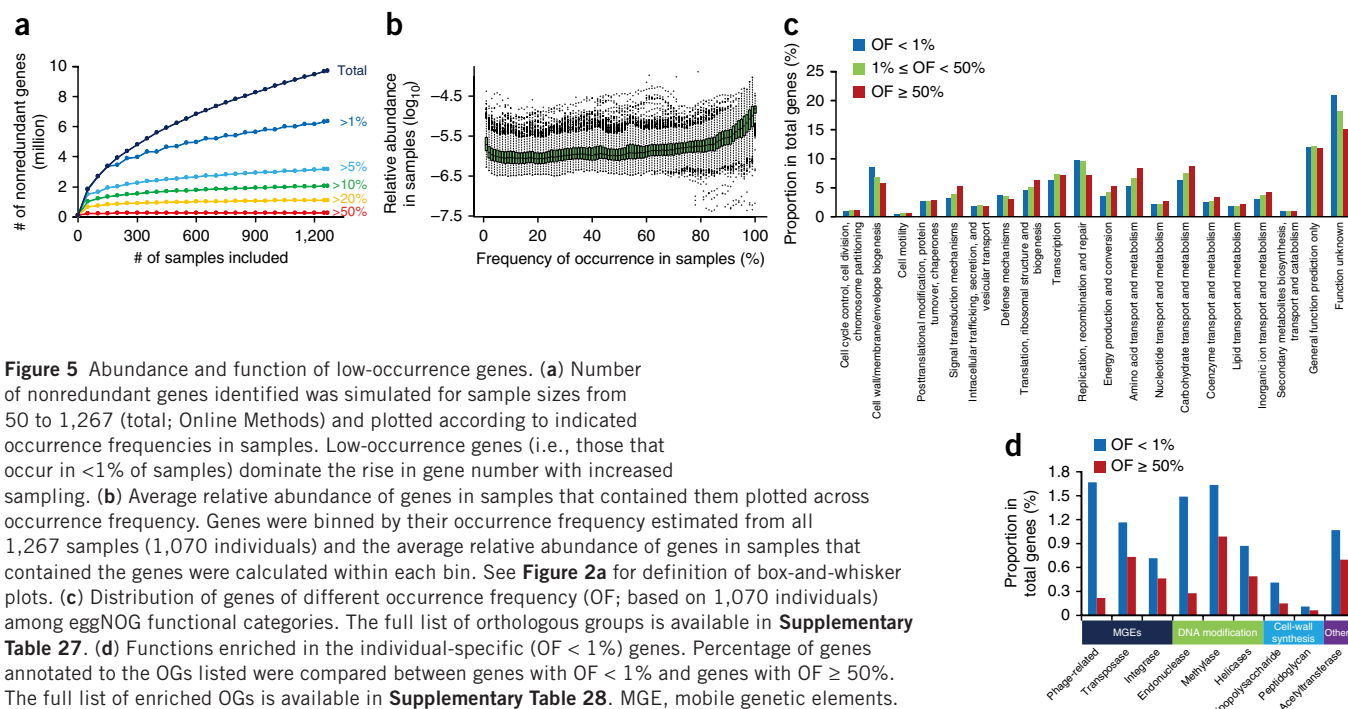 a
# of nonredundant genes
(million)
10
8
6
4
2
0
0
300
600
900
1,200
# of samples included
Total
>1%
>5%
>10%
>20%
>50%
b
Relative abundance
in samples (log10)
−4.5
−5.5
−6.5
−7.5
0
20
40
60
80
100
Frequency of occurrence in samples (%)
c
OF < 1%
1% ≤ OF < 50%
OF ≥ 50%
Proportion in total genes (%)
25
20
15
10
5
0
Cell cycle control, cell division,
chromosome partitioning
Cell wall/membrane/envelope biogenesis
Cell motility
Posttranslational modification, protein
turnover, chaperones
Signal transduction mechanisms
Intracellular trafficking, secretion, and
vesicular transport
Defense mechanisms
Translation, ribosomal structure and
biogenesis
Transcription
Replication, recombination and repair
Energy production and conversion
Amino acid transport and metabolism
Nucleotide transport and metabolism
Carbohydrate transport and metabolism
Coenzyme transport and metabolism
Lipid transport and metabolism
Inorganic ion transport and metabolism
Secondary metabolites biosynthesis,
transport and catabolism
General function prediction only
Function unknown
Figure 5 Abundance and function of low-occurrence genes. (a) Number
of nonredundant genes identified was simulated for sample sizes from
50 to 1,267 (total; Online Methods) and plotted according to indicated
occurrence frequencies in samples. Low-occurrence genes (i.e., those that
occur in <1% of samples) dominate the rise in gene number with increased
sampling. (b) Average relative abundance of genes in samples that contained them plotted across
occurrence frequency. Genes were binned by their occurrence frequency estimated from all
1,267 samples (1,070 individuals) and the average relative abundance of genes in samples that
contained the genes were calculated within each bin. See Figure 2a for definition of box-and-whisker
plots. (c) Distribution of genes of different occurrence frequency (OF; based on 1,070 individuals)
among eggNOG functional categories. The full list of orthologous groups is available in Supplementary
Table 27. (d) Functions enriched in the individual-specific (OF < 1%) genes. Percentage of genes
annotated to the OGs listed were compared between genes with OF < 1% and genes with OF ≥ 50%.
The full list of enriched OGs is available in Supplementary Table 28. MGE, mobile genetic elements.
d
OF < 1%
OF ≥ 50%
Proportion in
total genes (%)
1.8
1.5
1.2
0.9
0.6
0.3
0
MGEs
DNA modification
Cell-wall
synthesis
Other
Phage-related
Transposase
Integrase
Endonuclease
Methylase
Helicases
ipopolysaccharide
Peptidoglycan
Acetyltransferase